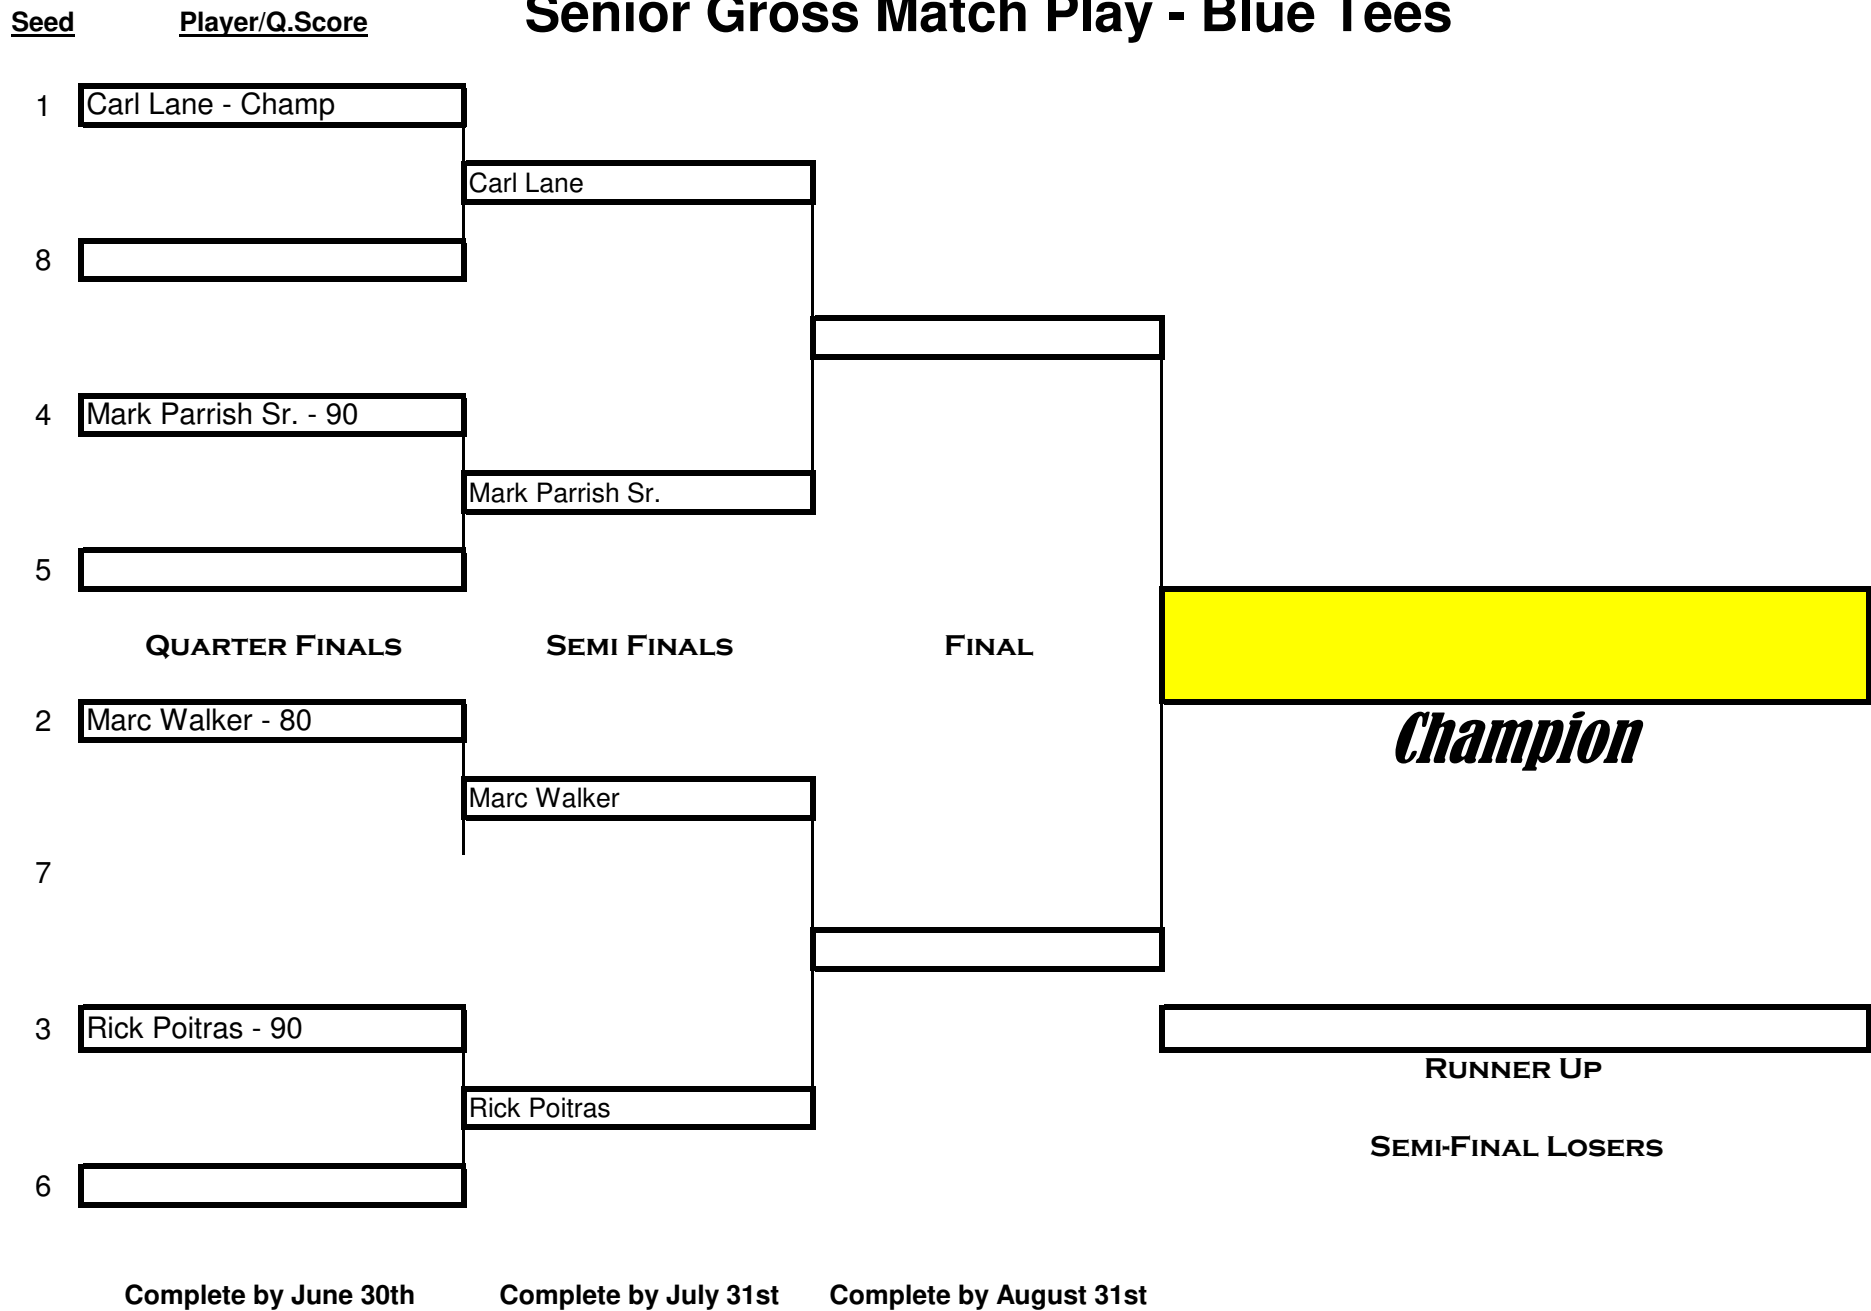 Senior Gross Match Play - Blue Tees
Seed Player/Q.Score
1 Carl Lane - Champ
Carl Lane
8
4 Mark Parrish Sr. - 90
Mark Parrish Sr.
5
QUARTER FINALS SEMI FINALS FINAL
2 Marc Walker - 80
Champion
Marc Walker
7
3 Rick Poitras - 90
RUNNER UP
Rick Poitras
SEMI-FINAL LOSERS
6
Complete by June 30th Complete by July 31st Complete by August 31st